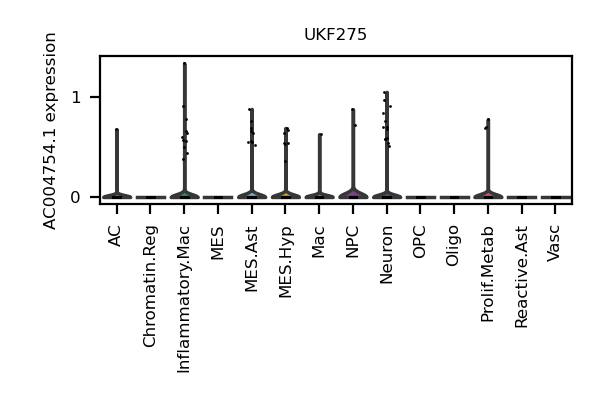 UKF275
AC004754.1 expression
1
0
AC
Chromatin.Reg
Inflammatory.Mac
MES
MES.Ast
MES.Hyp
Mac
NPC
Neuron
OPC
Oligo
Prolif.Metab
Reactive.Ast
Vasc